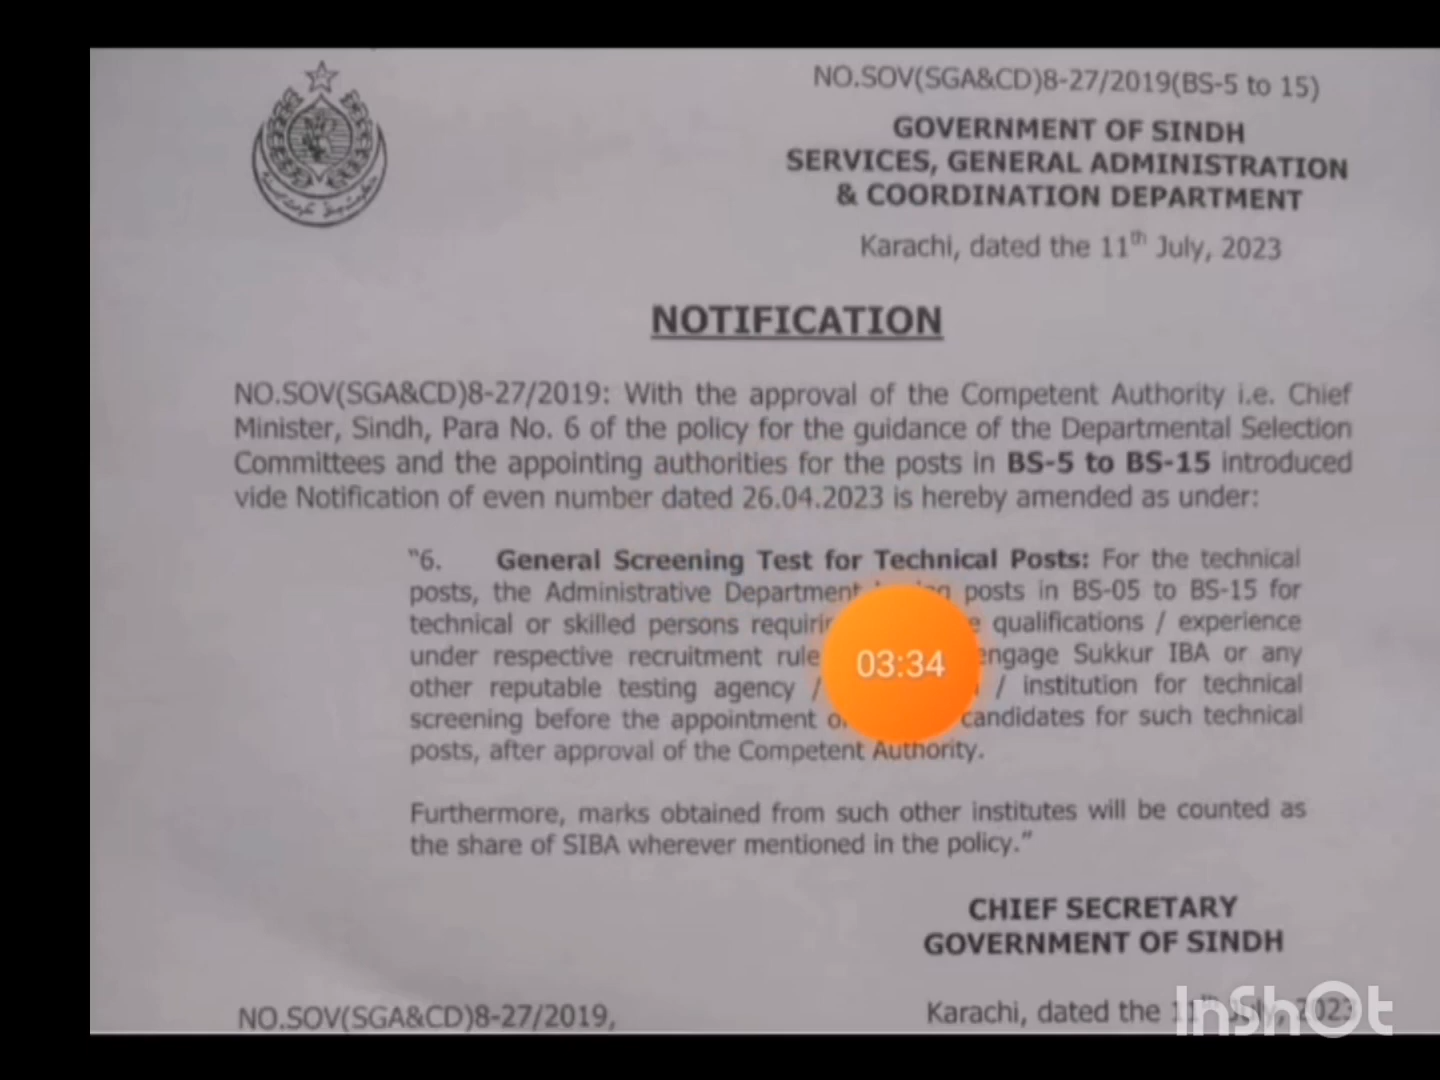 NO.SOV(SGA&CD)8-27/2019(BS-5 to 15)
GOVERNMENT OF SINDH
SERVICES, GENERAL ADMINISTRATION
& COORDINATION DEPARTMENT
Karachi, dated the 11th July, 2023
NOTIFICATION
NO.SOV(SGA&CD)8-27/2019: With the approval of the Competent Authority i.e. Chief
Minister, Sindh, Para No. 6 of the policy for the guidance of the Departmental Selection
Committees and the appointing authorities for the posts in BS-5 to BS-15 introduced
vide Notification of even number dated 26.04.2023 is hereby amended as under:
"6. General Screening Test for Technical Posts: For the technical
posts, the Administrative Department posts in BS-05 to BS-15 for
technical or skilled persons qualifications / experience
under respective recruitment engage Sukkur IBA or any
other reputable testing agency / / institution for technical
screening before the appointment candidates for such technical
posts, after approval of the Competent Authority.
03:34
Furthermore, marks obtained from such other institutes will be counted as
the share of SIBA wherever mentioned in the policy."
CHIEF SECRETARY
GOVERNMENT OF SINDH
NO.SOV(SGA&CD)8-27/2019,
Karachi, dated the 11th July, 2023
InShOt